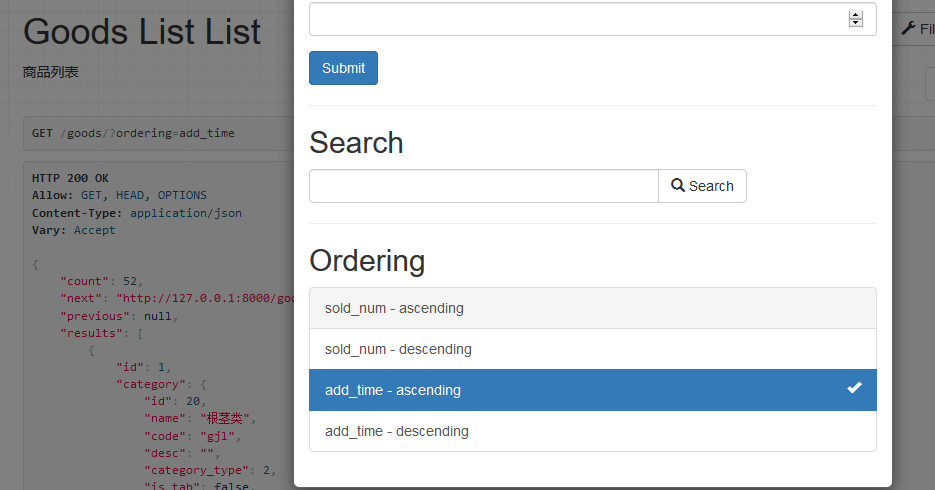 Goods List List
Fil
商品列表
GET /goods/?ordering=add_time
HTTP 200 OK
Allow: GET, HEAD, OPTIONS
Content-Type: application/json
Vary: Accept
{
"count": 52,
"next": "http://127.0.0.1:8000/goo
"previous": null,
"results": [
{
"id": 1,
"category": {
"id": 20,
"name": "根茎类",
"code": "gjl",
"desc": "",
"category_type": 2,
"is_tab": false,
Submit
Search
Search
Ordering
sold_num - ascending
sold_num - descending
add_time - ascending
add_time - descending